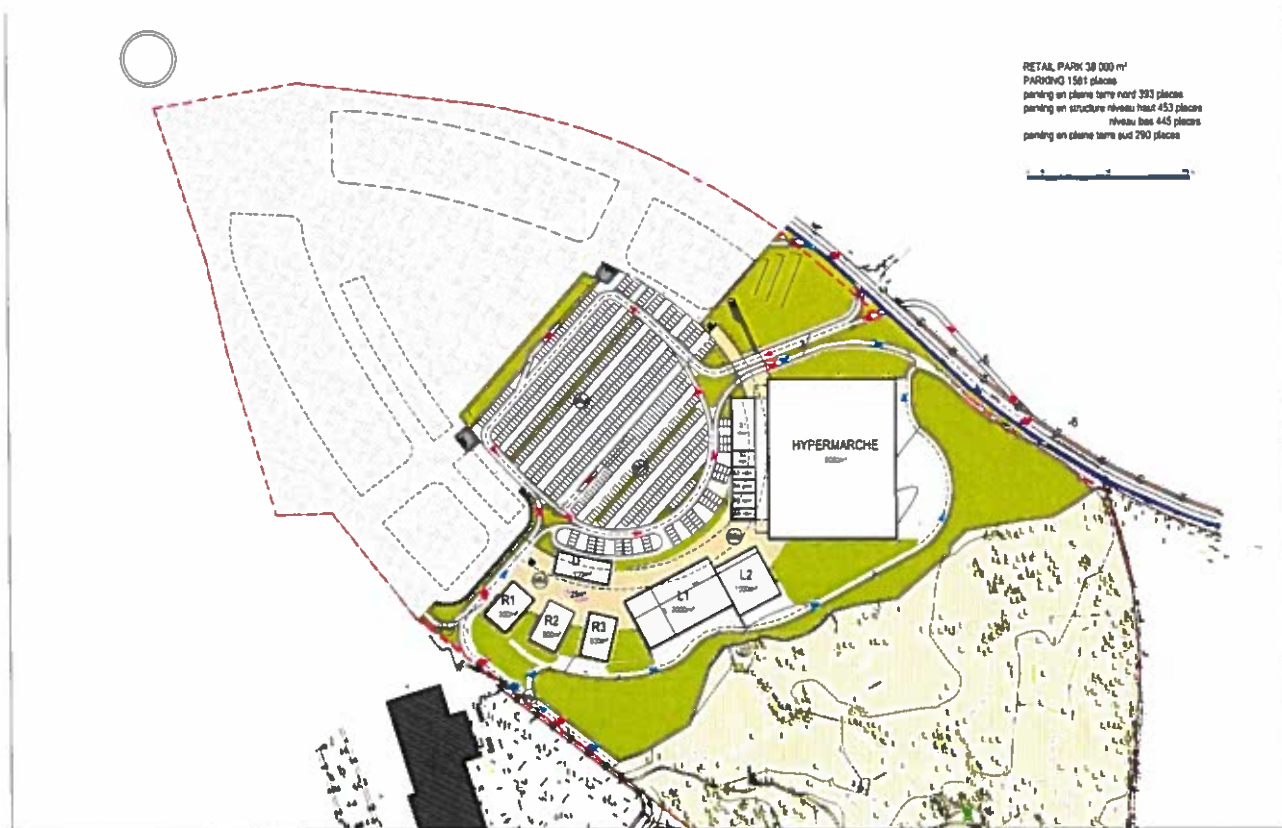 RETAIL PARK 38 000 m²
PARKING 1581 places
parking en pleine terre nord 393 places
parking en structure niveau haut 453 places
niveau bas 445 places
parking en pleine terre sud 290 places
HYPERMARCHE
L2
L1
R1
R2
R3